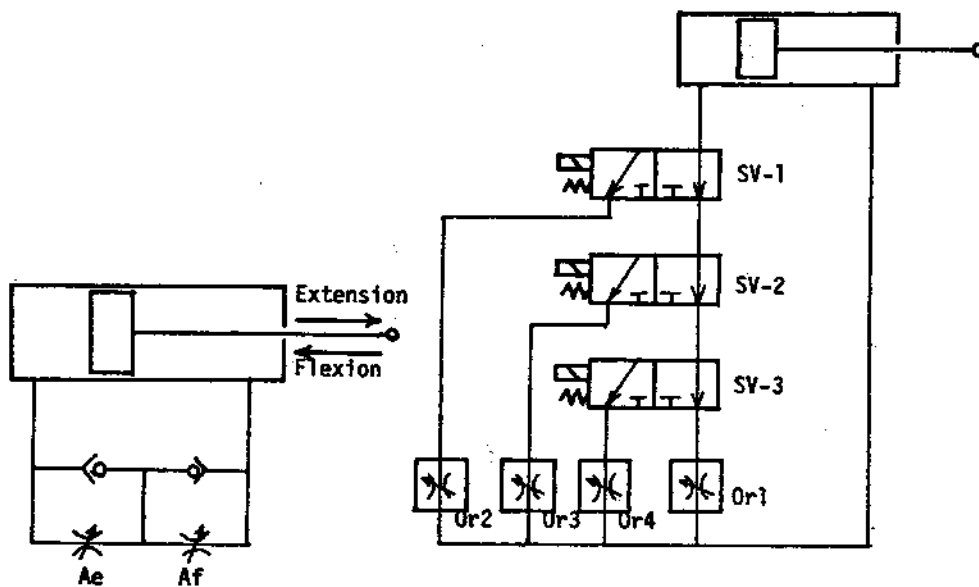 Extension
Flexion
Ae
Af
SV-1
SV-2
SV-3
Or2
Or3
Or4
Or1